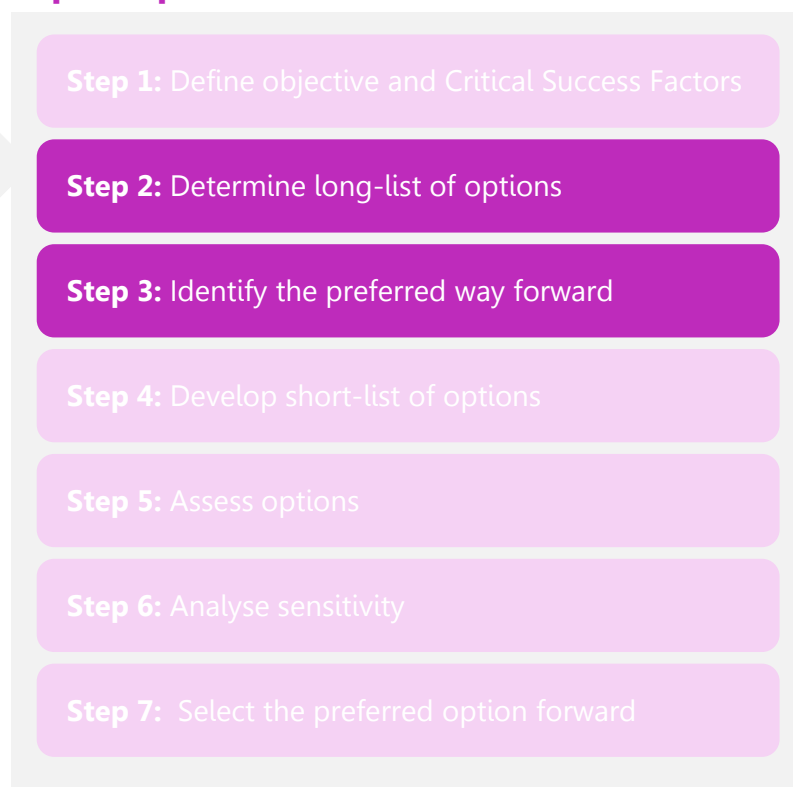 Step 1: Define objective and Critical Success Factors
Step 2: Determine long-list of options
Step 3: Identify the preferred way forward
Step 4: Develop short-list of options
Step 5: Assess options
Step 6: Analyse sensitivity
Step 7: Select the preferred option forward